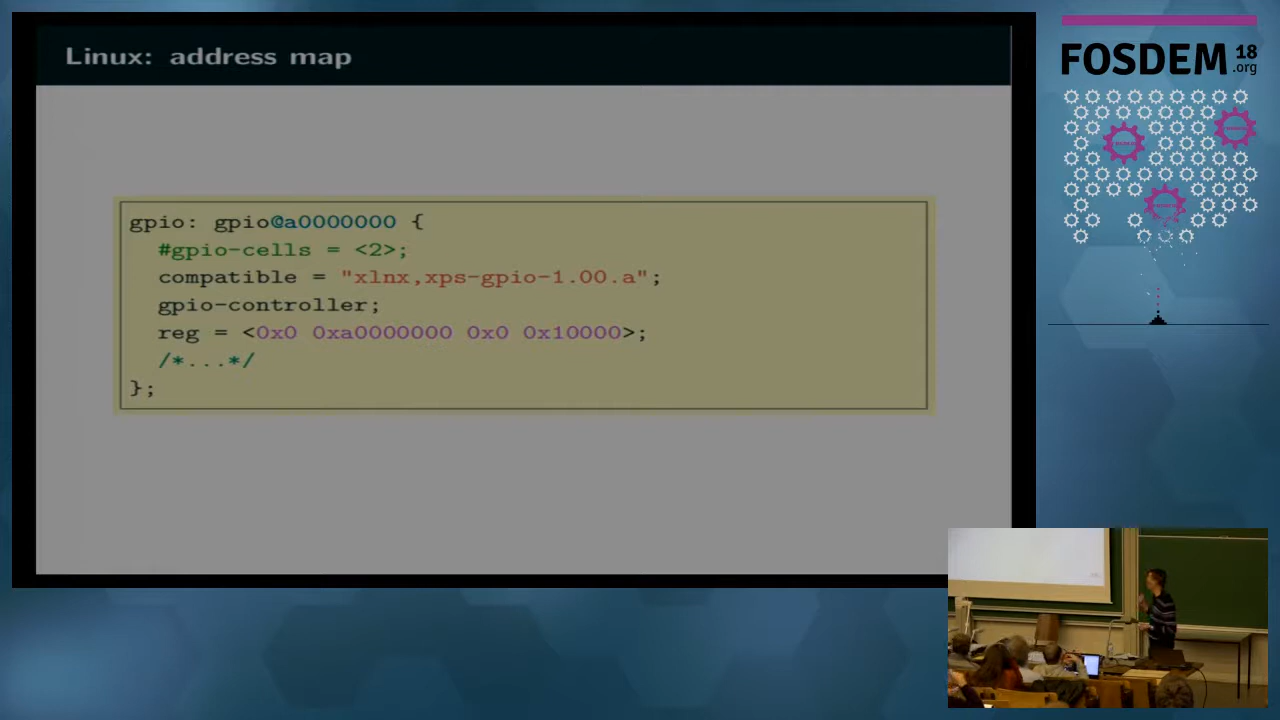 Linux: address map
gpio: gpio@a0000000 {
#gpio-cells = <2>;
compatible = "xlnx,xps-gpio-1.00.a";
gpio-controller;
reg = <0x0 0xa0000000 0x0 0x10000>;
/*...*/
};
FOSDEM 18
.org